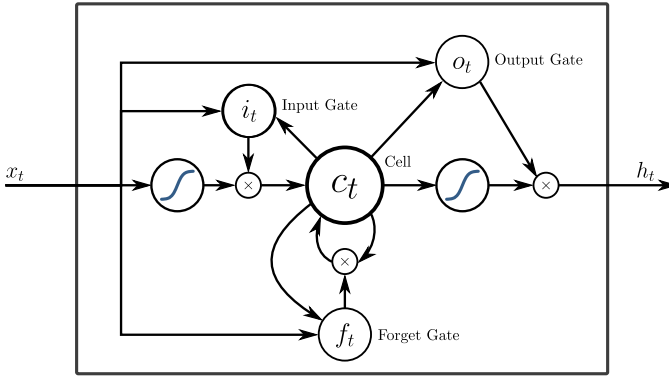 o_t Output Gate
i_t Input Gate
x_t
×
c_t
Cell
×
h_t
×
f_t Forget Gate